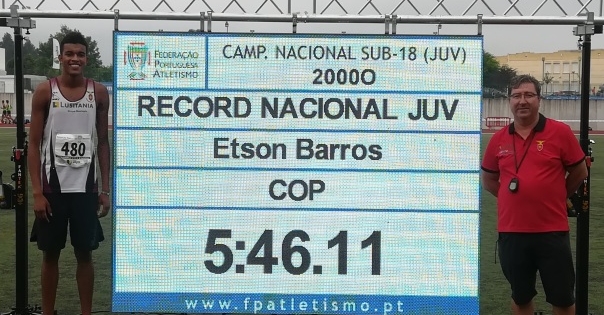 FEDERAÇÃO
PORTUGUESA
ATLETISMO
CAMP. NACIONAL SUB-18 (JUV)
2000O
RECORD NACIONAL JUV
Etson Barros
COP
5:46.11
www.fpatletismo.pt
LUSITANIA
480